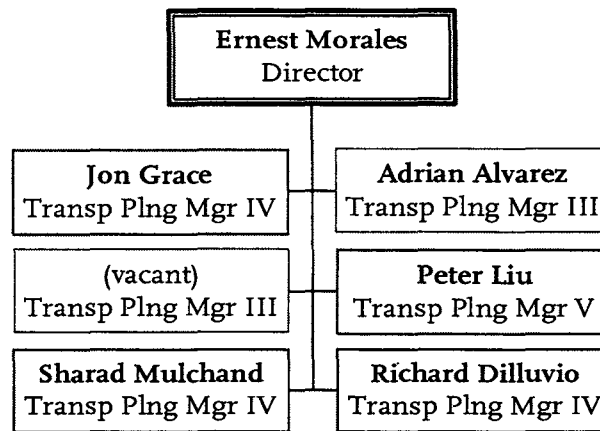 Ernest Morales
Director
Jon Grace
Transp Plng Mgr IV
Adrian Alvarez
Transp Plng Mgr III
(vacant)
Transp Plng Mgr III
Peter Liu
Transp Plng Mgr V
Sharad Mulchand
Transp Plng Mgr IV
Richard Dilluvio
Transp Plng Mgr IV